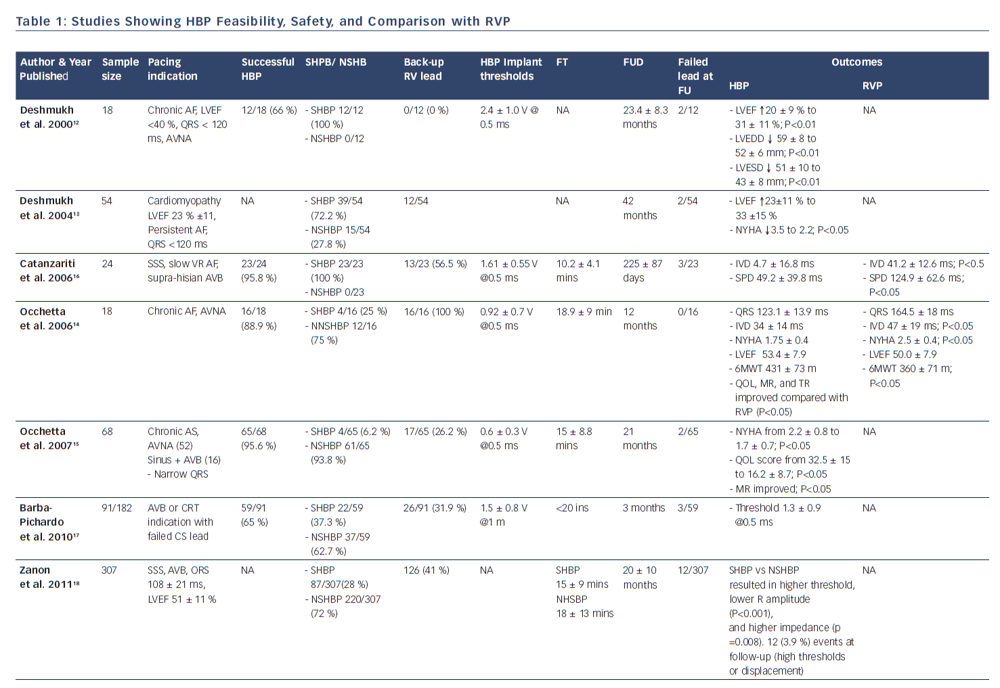 Table 1: Studies Showing HBP Feasibility, Safety, and Comparison with RVP
Author & Year
Published
Sample
size
Pacing
indication
Successful
HBP
SHPB/ NSHB
Back-up
RV lead
HBP Implant
thresholds
FT
FUD
Failed
lead at
FU
Outcomes
HBP
RVP
Deshmukh
et al. 2000¹²
18
Chronic AF, LVEF
<40 %, QRS < 120
ms, AVNA
12/18 (66 %)
- SHBP 12/12
(100 %)
- NSHBP 0/12
0/12 (0 %)
2.4 ± 1.0 V @
0.5 ms
NA
23.4 ± 8.3
months
2/12
- LVEF ↑20 ± 9 % to
31 ± 11 %; P<0.01
- LVEDD ↓ 59 ± 8 to
52 ± 6 mm; P<0.01
- LVESD ↓ 51 ± 10 to
43 ± 8 mm; P<0.01
NA
Deshmukh
et al. 2004¹³
54
Cardiomyopathy
LVEF 23 % ±11,
Persistent AF,
QRS <120 ms
NA
- SHBP 39/54
(72.2 %)
- NSHBP 15/54
(27.8 %)
12/54
NA
42
months
2/54
- LVEF ↑23±11 % to
33 ±15 %
- NYHA ↓3.5 to 2.2; P<0.05
NA
Catanzariti
et al. 2006¹⁶
24
SSS, slow VR AF,
supra-hisian AVB
23/24
(95.8 %)
- SHBP 23/23
(100 %)
- NSHBP 0/23
13/23 (56.5 %)
1.61 ± 0.55 V
@0.5 ms
10.2 ± 4.1
mins
225 ± 87
days
3/23
- IVD 4.7 ± 16.8 ms
- SPD 49.2 ± 39.8 ms
- IVD 41.2 ± 12.6 ms; P<0.5
- SPD 124.9 ± 62.6 ms;
P<0.05
Occhetta
et al. 2006¹⁴
18
Chronic AF, AVNA
16/18
(88.9 %)
- SHBP 4/16 (25 %)
- NNSHBP 12/16
(75 %)
16/16 (100 %)
0.92 ± 0.7 V
@0.5 ms
18.9 ± 9 min
12
months
0/16
- QRS 123.1 ± 13.9 ms
- IVD 34 ± 14 ms
- NYHA 1.75 ± 0.4
- LVEF 53.4 ± 7.9
- 6MWT 431 ± 73 m
- QOL, MR, and TR
improved compared with
RVP (P<0.05)
- QRS 164.5 ± 18 ms
- IVD 47 ± 19 ms; P<0.05
- NYHA 2.5 ± 0.4; P<0.05
- LVEF 50.0 ± 7.9
- 6MWT 360 ± 71 m;
P<0.05
Occhetta
et al. 2007¹⁵
68
Chronic AS,
AVNA (52)
Sinus + AVB (16)
- Narrow QRS
65/68
(95.6 %)
- SHBP 4/65 (6.2 %)
- NSHBP 61/65
(93.8 %)
17/65 (26.2 %)
0.6 ± 0.3 V
@0.5 ms
15 ± 8.8
mins
21
months
2/65
- NYHA from 2.2 ± 0.8 to
1.7 ± 0.7; P<0.05
- QOL score from 32.5 ± 15
to 16.2 ± 8.7; P<0.05
- MR improved; P<0.05
NA
Barba-
Pichardo
et al. 2010¹⁷
91/182
AVB or CRT
indication with
failed CS lead
59/91
(65 %)
- SHBP 22/59
(37.3 %)
- NSHBP 37/59
(62.7 %)
26/91 (31.9 %)
1.5 ± 0.8 V
@1 m
<20 ins
3 months
3/59
- Threshold 1.3 ± 0.9
@0.5 ms
NA
Zanon
et al. 2011¹⁸
307
SSS, AVB, ORS
108 ± 21 ms,
LVEF 51 ± 11 %
NA
- SHBP
87/307(28 %)
- NSHBP 220/307
(72 %)
126 (41 %)
NA
SHBP
15 ± 9 mins
NHSBP
18 ± 13 mins
20 ± 10
months
12/307
SHBP vs NSHBP
resulted in higher threshold,
lower R amplitude
(P<0.001),
and higher impedance (p
=0.008). 12 (3.9 %) events at
follow-up (high thresholds
or displacement)
NA